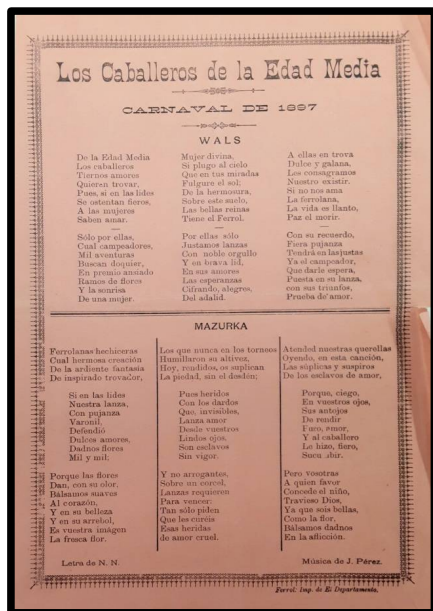 Los Caballeros de la Edad Media
CARNAVAL DE 1897
WALS
De la Edad Media
Los caballeros
Tiernos amores
Quieren trovar,
Pues, si en las lides
Se ostentan fieros,
A las mujeres
Saben amar.
Sólo por ellas,
Cual campeadores,
Mil aventuras
Buscan doquier,
En premio ansiado
Ramos de flores
Y la sonrisa
De una mujer.
Mujer divina,
Si plugo al cielo
Que en tus miradas
Fulgure el sol;
De la hermosura,
Sobre este suelo,
Las bellas reinas
Tiene el Ferrol.
Por ellas sólo
Justamos lanzas
Con noble orgullo
Y en brava lid,
En sus amores
Las esperanzas
Cifrando, alegres,
Del adalid.
A ellas en trova
Dulce y galana,
Les consagramos
Nuestro existir.
Si no nos ama
La ferrolana,
La vida es llanto,
Paz el morir.
Con su recuerdo,
Fiera pujanza
Tendra en las justas
Ya el campeador,
Que darle espera,
Puesta en su lanza,
con sus triunfos,
Prueba de amor.
MAZURKA
Ferrolanas hechiceras
Cual hermosa creación
De la ardiente fantasía
De inspirado trovador,
Si en las lides
Nuestra lanza,
Con pujanza
Varonil,
Defendió
Dulces amores,
Dadnos flores
Mil y mil;
Porque las flores
Dan, con su olor,
Bálsamos suaves
Al corazón,
Y en su belleza
Y en su arrebol,
Es vuestra imágen
La fresca flor.
Los que nunca en los torneos
Humillaron su altivez,
Hoy, rendidos, os suplican
La piedad, sin el desdén;
Pues heridos
Con los dardos
Que, invisibles,
Lanza amor
Desde vuestros
Lindos ojos,
Son esclavos
Sin vigor.
Y no arrogantes,
Sobre un corcel,
Lanzas requieren
Para vencer:
Tan sólo piden
Que les curéis
Esas heridas
de amor cruel.
Atended nuestras querellas
Oyendo, en esta canción,
Las súplicas y suspiros
De los esclavos de amor,
Porque, ciego,
En vuestros ojos,
Sus antojos
De rendir
Puso, amor,
Y al caballero
Le hizo, fiero,
Sucumbir.
Pero vosotras
A quien favor
Concede el niño,
Travieso Dios,
Ya que sois bellas,
Como la flor,
Bálsamos dadnos
En la aflicción.
Letra de N. N.
Música de J. Pérez.
Ferrol: Imp. de El Departamento.